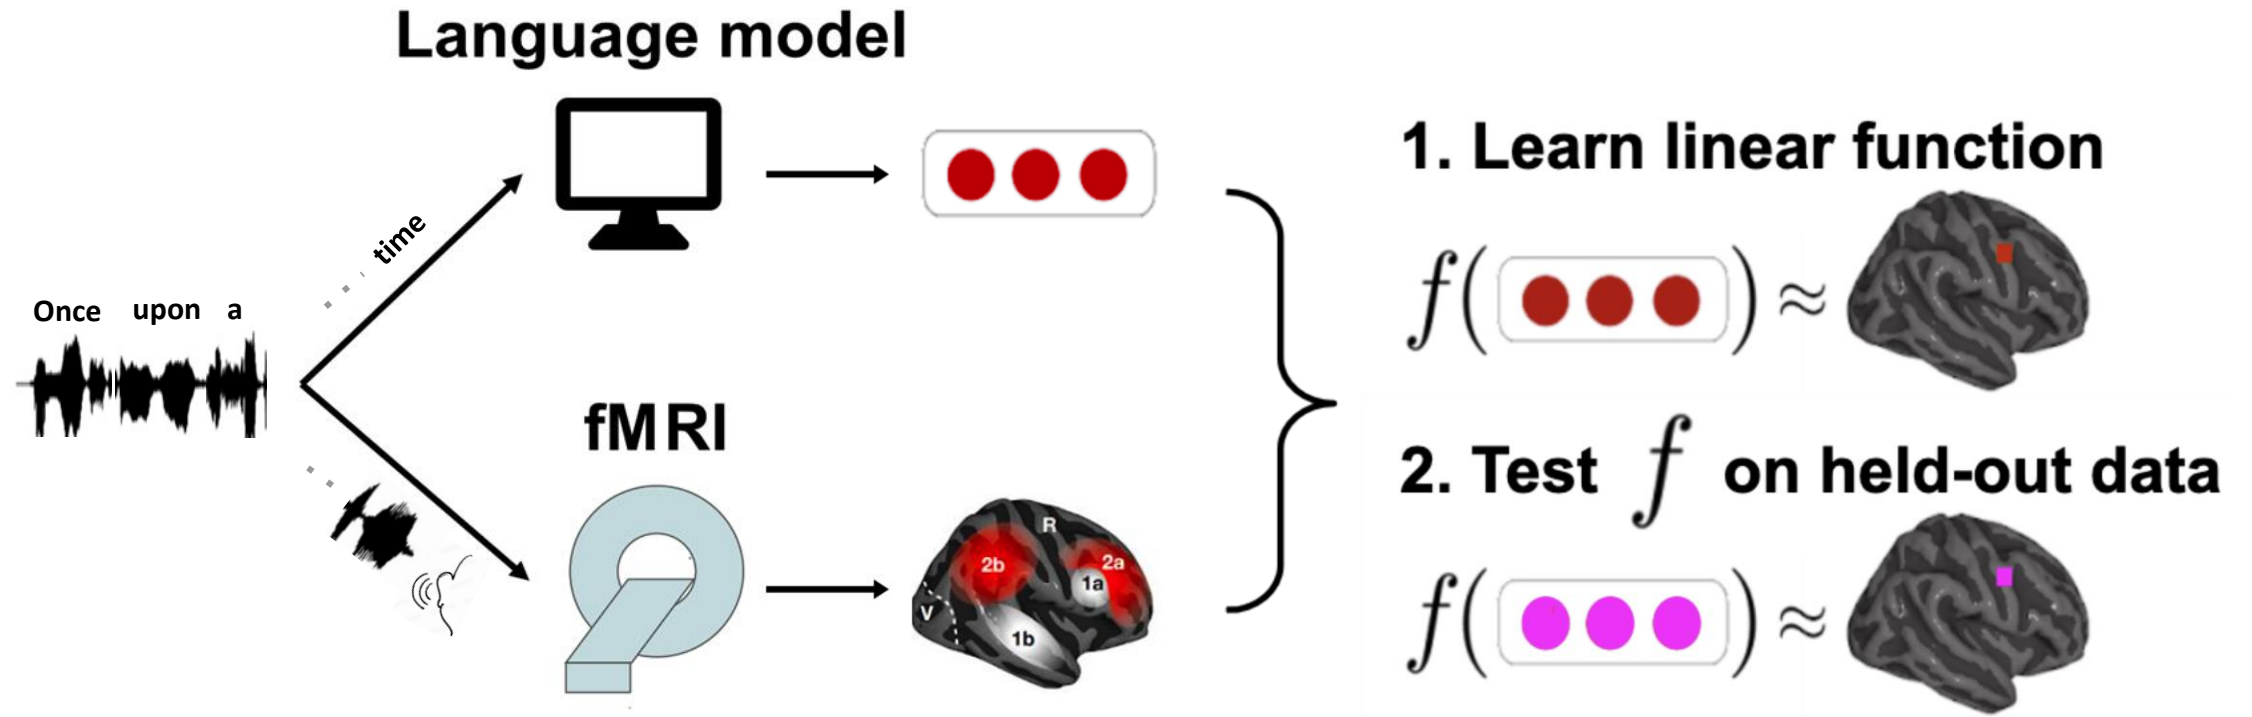 Language model
time
Once upon a
fMRI
R
2b
2a
1a
V
1b
1. Learn linear function
f( ) ≈
2. Test f on held-out data
f( ) ≈